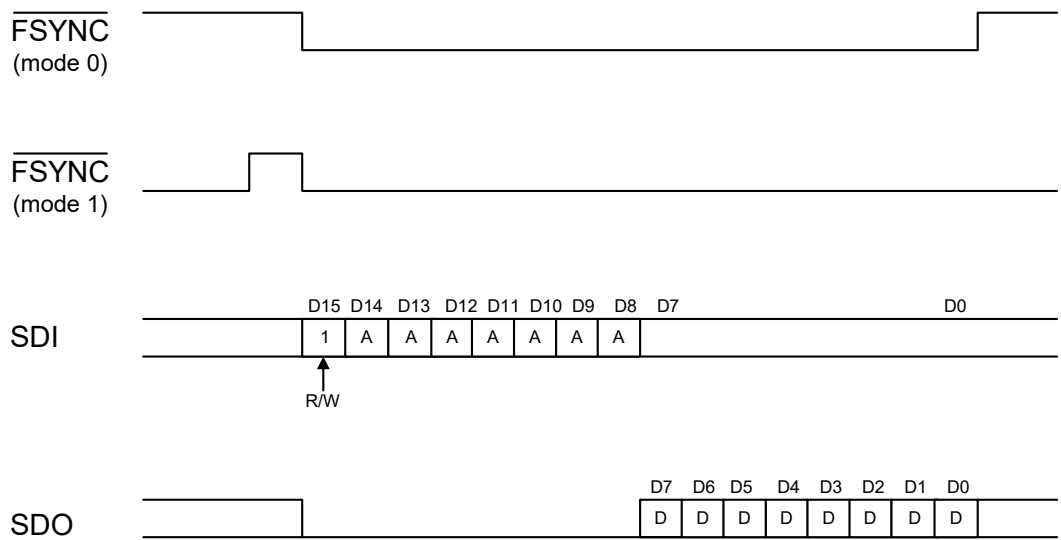 FSYNC
(mode 0)
FSYNC
(mode 1)
D15 D14 D13 D12 D11 D10 D9 D8 D7 D0
SDI 1 A A A A A A A
R/W
D7 D6 D5 D4 D3 D2 D1 D0
SDO D D D D D D D D